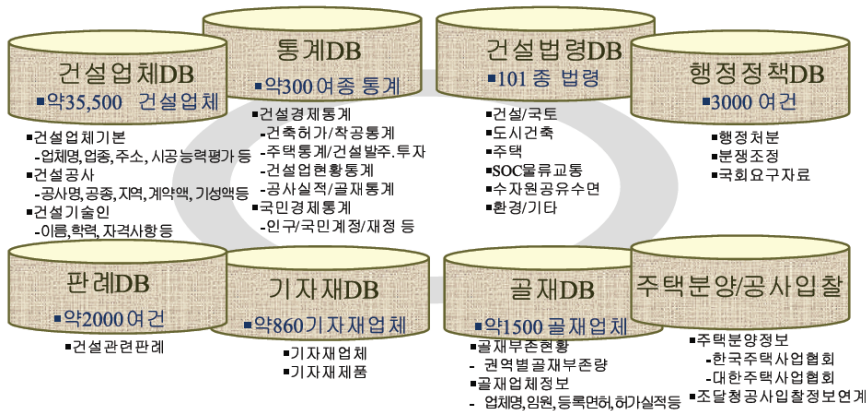 건설업체DB
▪약35,500 건설업체
▪건설업체기본
-업체명, 업종, 주소, 시공능력평가 등
▪건설공사
-공사명, 공종, 지역, 계약액, 기성액등
▪건설기술인
-이름, 학력, 자격사항 등
통계DB
▪약300여종 통계
▪건설경제통계
-건축허가/착공통계
-주택통계/건설발주.투자
-건설업현황통계
-공사실적/골재통계
▪국민경제통계
-인구/국민계정/재정 등
건설법령DB
▪101종 법령
▪건설/국토
▪도시건축
▪주택
▪SOC물류교통
▪수자원공유수면
▪환경/기타
행정정책DB
▪3000 여건
▪행정처분
▪분쟁조정
▪국회요구자료
판례DB
▪약2000여건
▪건설관련판례
기자재DB
▪약860기자재업체
▪기자재업체
▪기자재제품
골재DB
▪약1500골재업체
▪골재부존현황
- 권역별골재부존량
▪골재업체정보
- 업체명, 임원, 등록면허, 허가실적등
주택분양/공사입찰
▪주택분양정보
-한국주택사업협회
-대한주택사업협회
▪조달청공사입찰정보연계